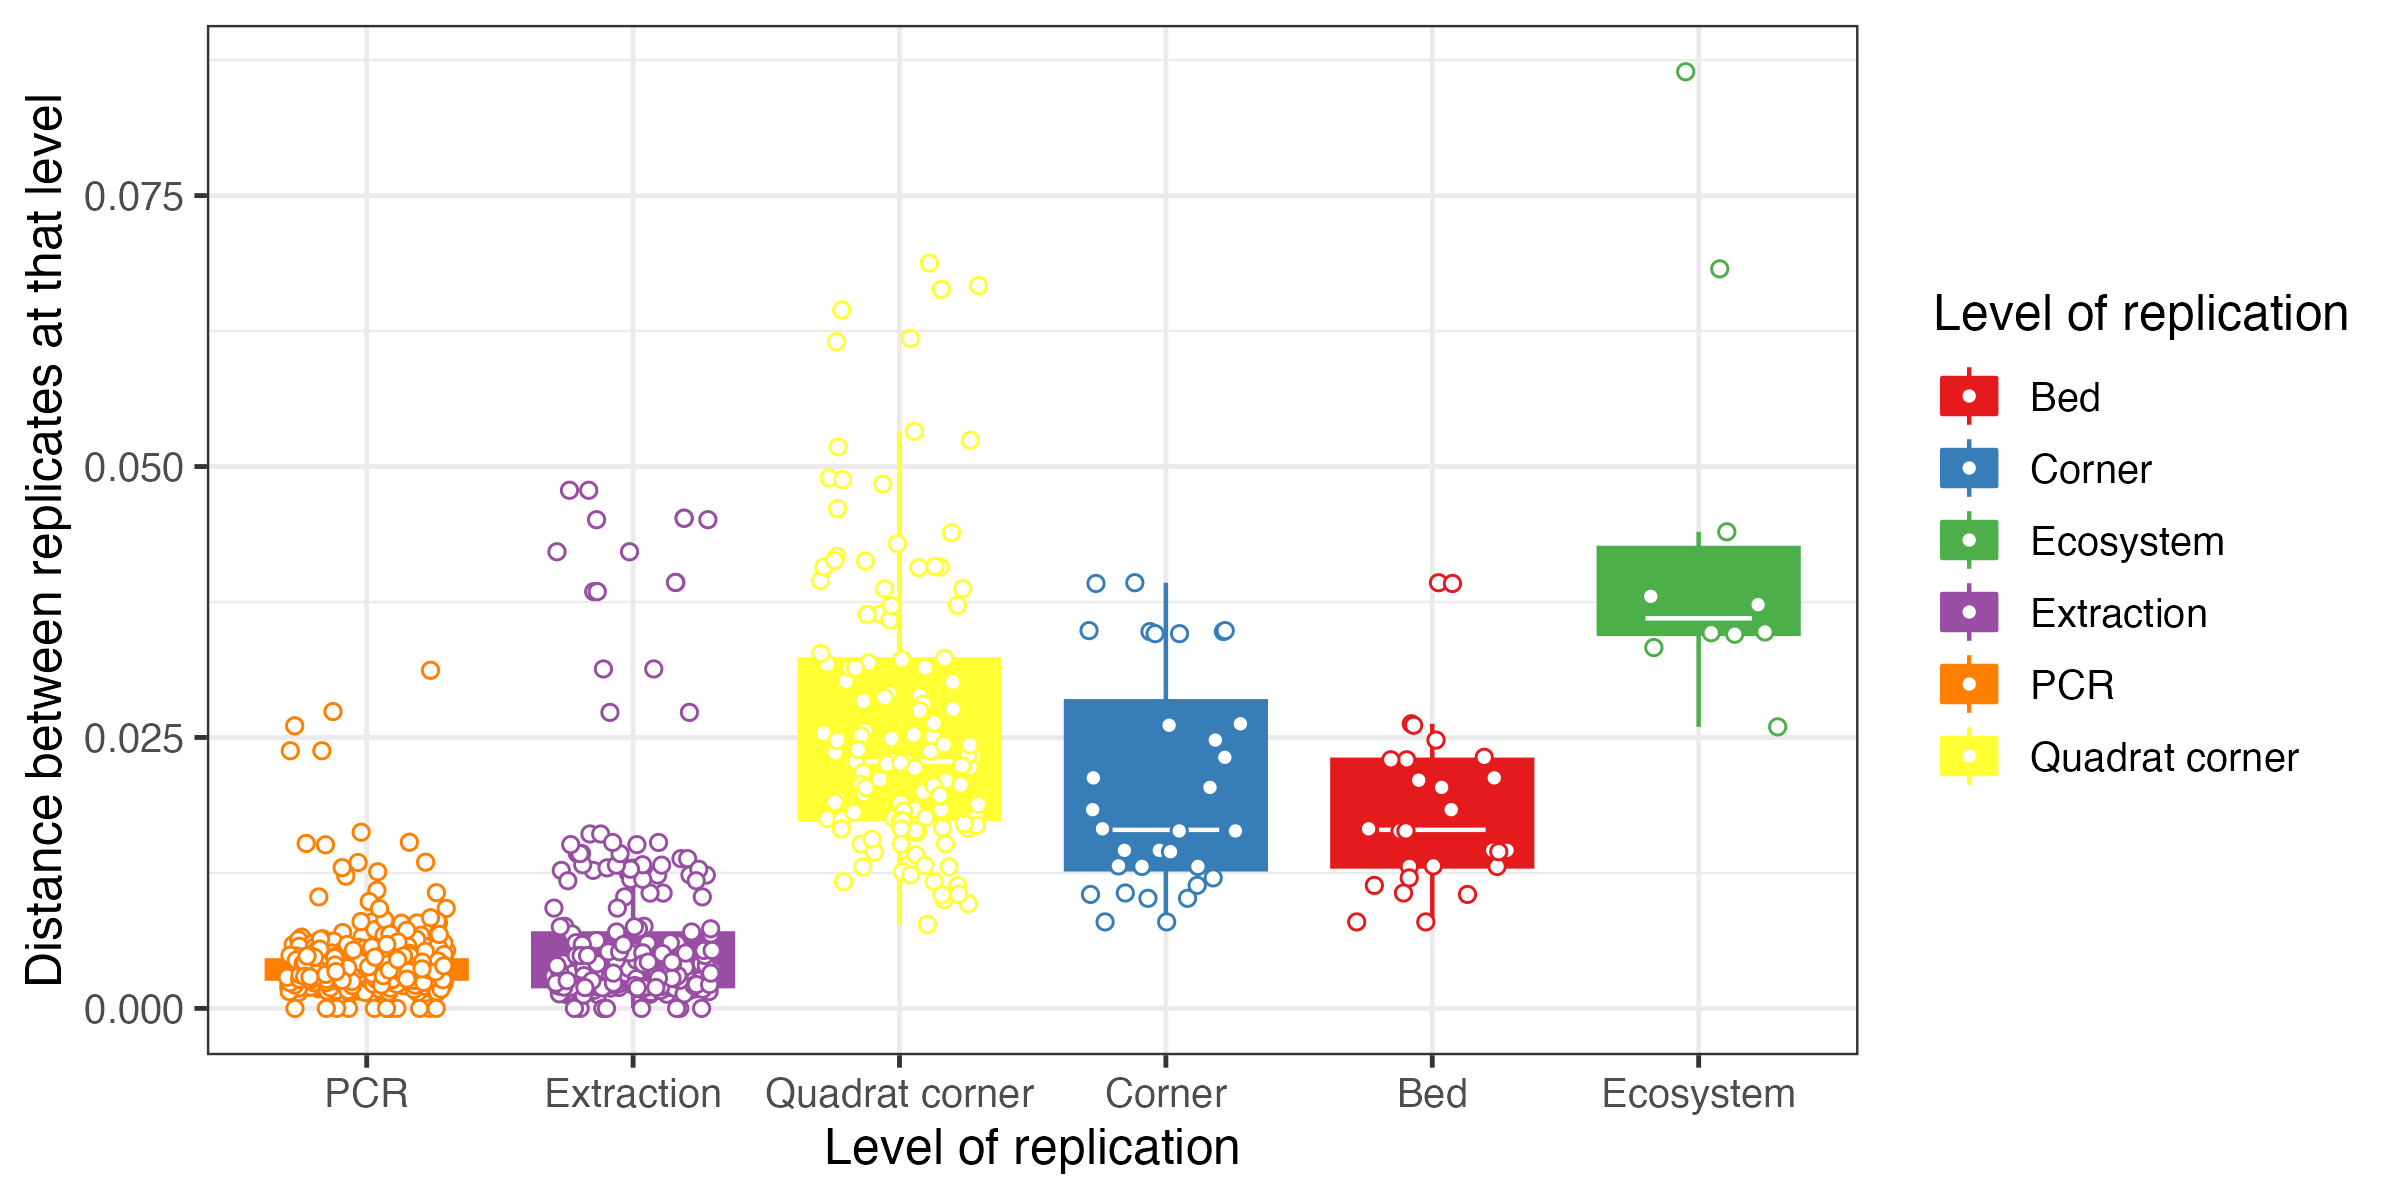 Distance between replicates at that level
0.075
0.050
0.025
0.000
PCR
Extraction
Quadrat corner
Corner
Bed
Ecosystem
Level of replication
Level of replication
Bed
Corner
Ecosystem
Extraction
PCR
Quadrat corner